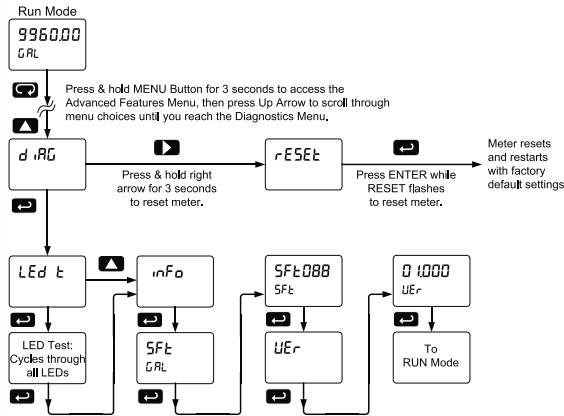 Run Mode
9960.00
GAL
Press & hold MENU Button for 3 seconds to access the
Advanced Features Menu, then press Up Arrow to scroll through
menu choices until you reach the Diagnostics Menu.
diAG
Press & hold right
arrow for 3 seconds
to reset meter.
rESEt
Press ENTER while
RESET flashes
to reset meter.
Meter resets
and restarts
with factory
default settings
LEd t
inFo
SFt088
SFt
01.000
UEr
LED Test:
Cycles through
all LEDs
SFt
GAL
UEr
To
RUN Mode